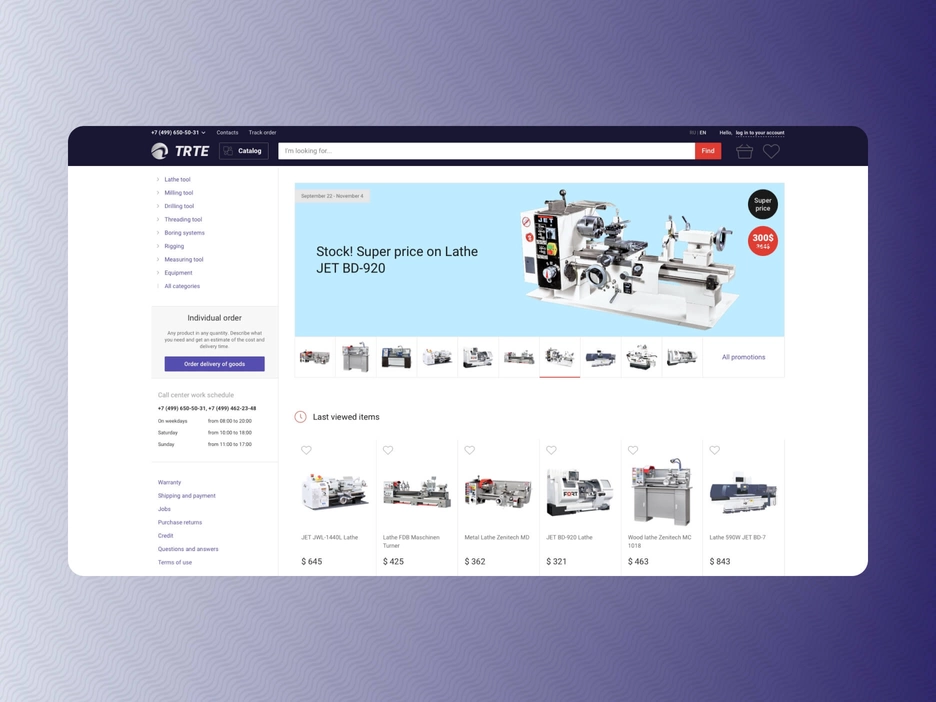 +7 (499) 650-50-31
Contacts
Track order
RU / EN
Hello, log in to your account
TRTE
Catalog
I'm looking for...
Find
Lathe tool
Milling tool
Drilling tool
Threading tool
Boring systems
Rigging
Measuring tool
Equipment
All categories
Individual order
Any product in any quantity. Describe what
you need and get an estimate of the cost and
delivery time.
Order delivery of goods
Call center work schedule
+7 (499) 650-50-31, +7 (499) 462-23-48
On weekdays from 08:00 to 20:00
Saturday from 10:00 to 18:00
Sunday from 11:00 to 17:00
Warranty
Shipping and payment
Jobs
Purchase returns
Credit
Questions and answers
Terms of use
September 22 - November 4
Stock! Super price on Lathe
JET BD-920
JET
Super
price
300$
All promotions
Last viewed items
FORT
JET JWL-1440L Lathe
$ 645
Lathe FDB Maschinen
Turner
$ 425
Metal Lathe Zenitech MD
$ 362
JET BD-920 Lathe
$ 321
Wood lathe Zenitech MC
1018
$ 463
Lathe 590W JET BD-7
$ 843